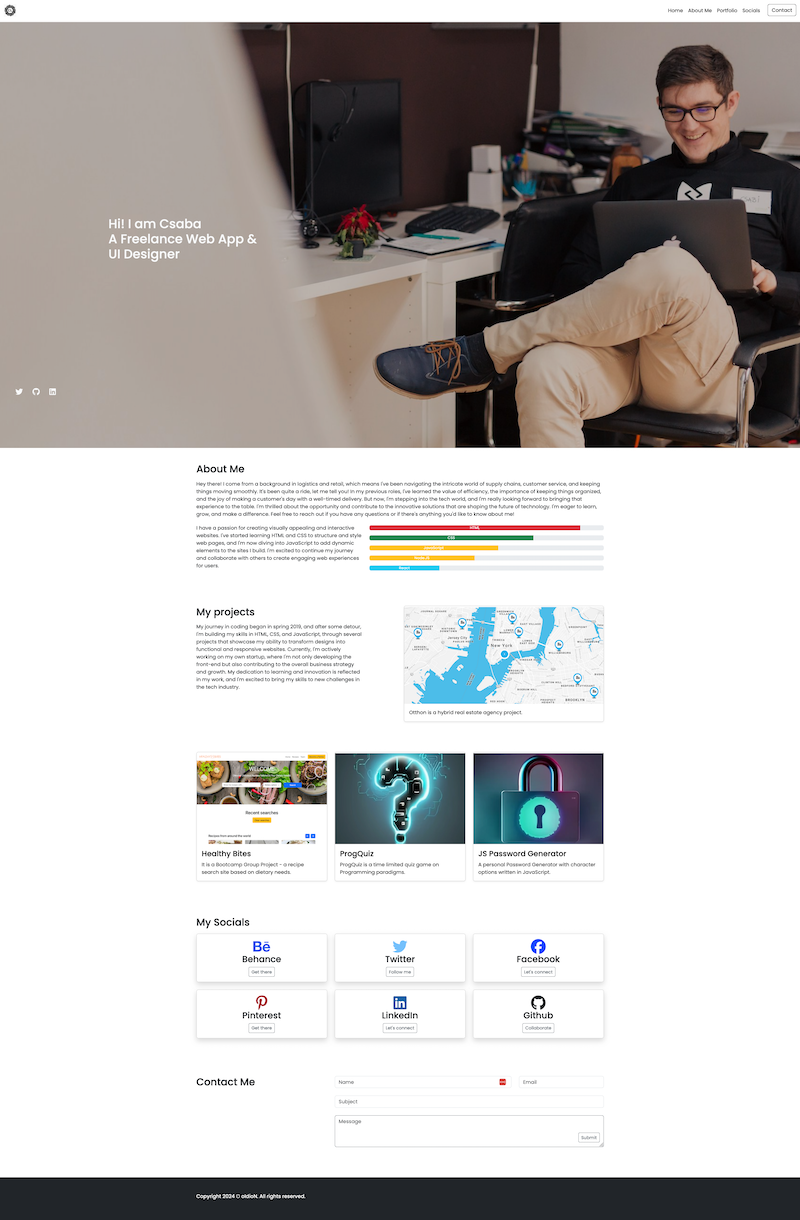 Home About Me Portfolio Socials Contact
Hi! I am Csaba
A Freelance Web App &
UI Designer
About Me
Hey there! I come from a background in logistics and retail, which means I've been navigating the intricate world of supply chains, customer service, and keeping
things moving smoothly. It's been quite a ride, let me tell you! In my previous roles, I've learned the value of efficiency, the importance of keeping things organized,
and the joy of making a customer's day with a well-timed delivery. But now, I'm stepping into the tech world, and I'm really looking forward to bringing that
experience to the table. I'm thrilled about the opportunity and contribute to the innovative solutions that are shaping the future of technology. I'm eager to learn,
grow, and make a difference. Feel free to reach out if you have any questions or if there's anything you'd like to know about me!
I have a passion for creating visually appealing and interactive
websites. I've started learning HTML and CSS to structure and style
web pages, and I'm now diving into JavaScript to add dynamic
elements to the sites I build. I'm excited to continue my journey
and collaborate with others to create engaging web experiences
for users.
HTML
CSS
JavaScript
Node.JS
React
My projects
My journey in coding began in spring 2019, and after some detour,
I'm building my skills in HTML, CSS, and JavaScript, through several
projects that showcase my ability to transform designs into
functional and responsive websites. Currently, I'm actively
working on my own startup, where I'm not only developing the
front-end but also contributing to the overall business strategy
and growth. My dedication to learning and innovation is reflected
in my work, and I'm excited to bring my skills to new challenges in
the tech industry.
Jersey City
New York
BROOKLYN
Otthon is a hybrid real estate agency project.
WELCOME
Recent searches
Recipes from around the world
Healthy Bites
It is a Bootcamp Group Project - a recipe
search site based on dietary needs.
ProgQuiz
ProgQuiz is a time limited quiz game on
Programming paradigms.
JS Password Generator
A personal Password Generator with character
options written in JavaScript.
My Socials
Bē
Behance
Get there
Twitter
Follow me
Facebook
Let's connect
Pinterest
Get there
LinkedIn
Let's connect
Github
Collaborate
Contact Me
Name
Email
Subject
Message
Submit
Copyright 2024 © aldioN. All rights reserved.